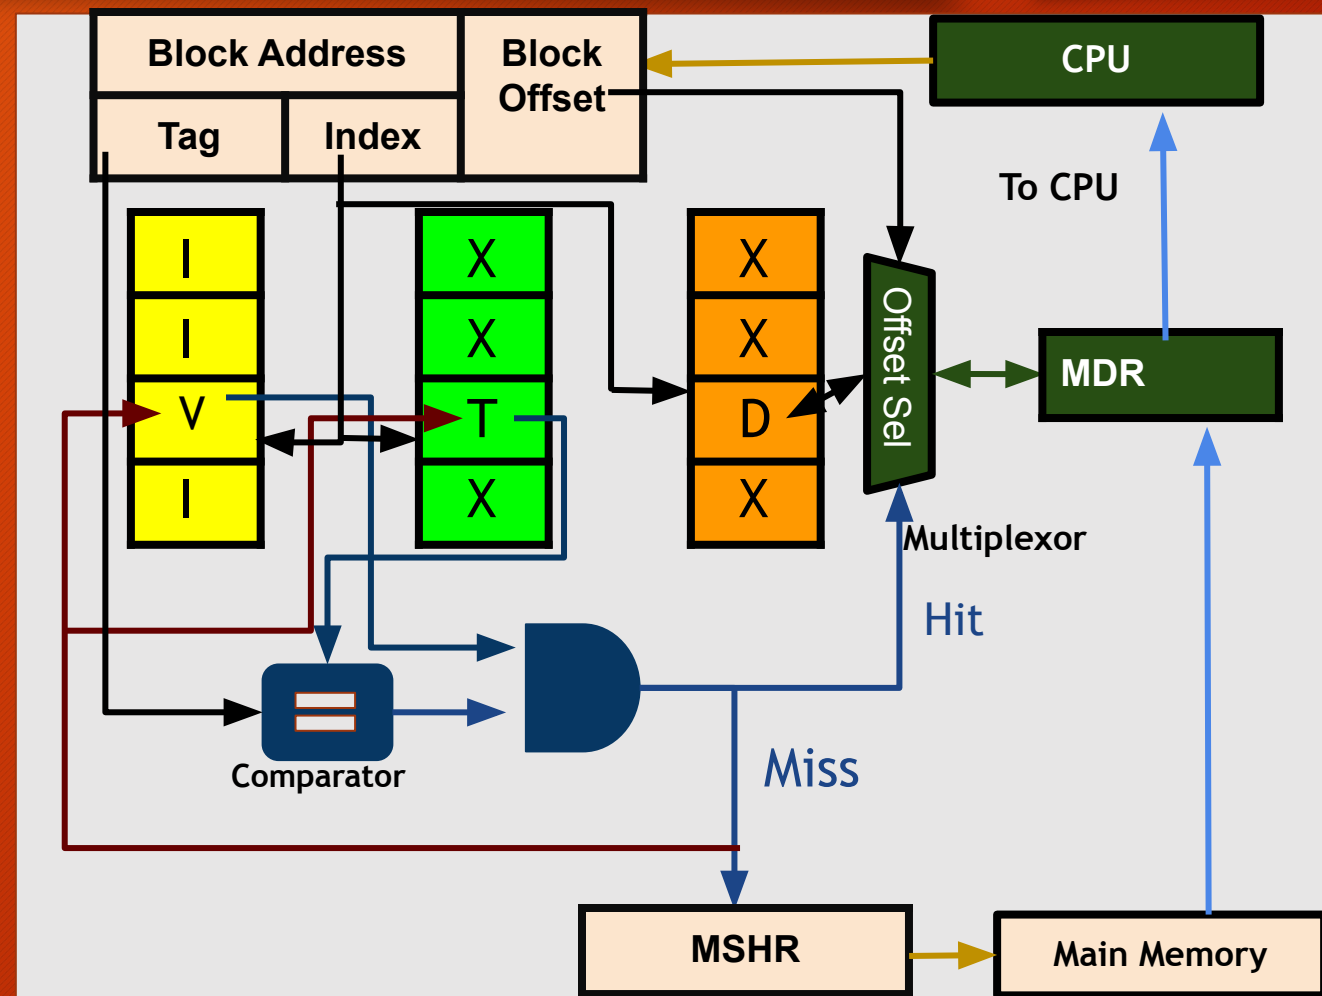 Block Address
Block
Offset
CPU
Tag
Index
To CPU
I
X
X
I
X
X
V
T
D
I
X
X
Offset Sel
MDR
Multiplexor
Hit
=
Comparator
Miss
MSHR
Main Memory